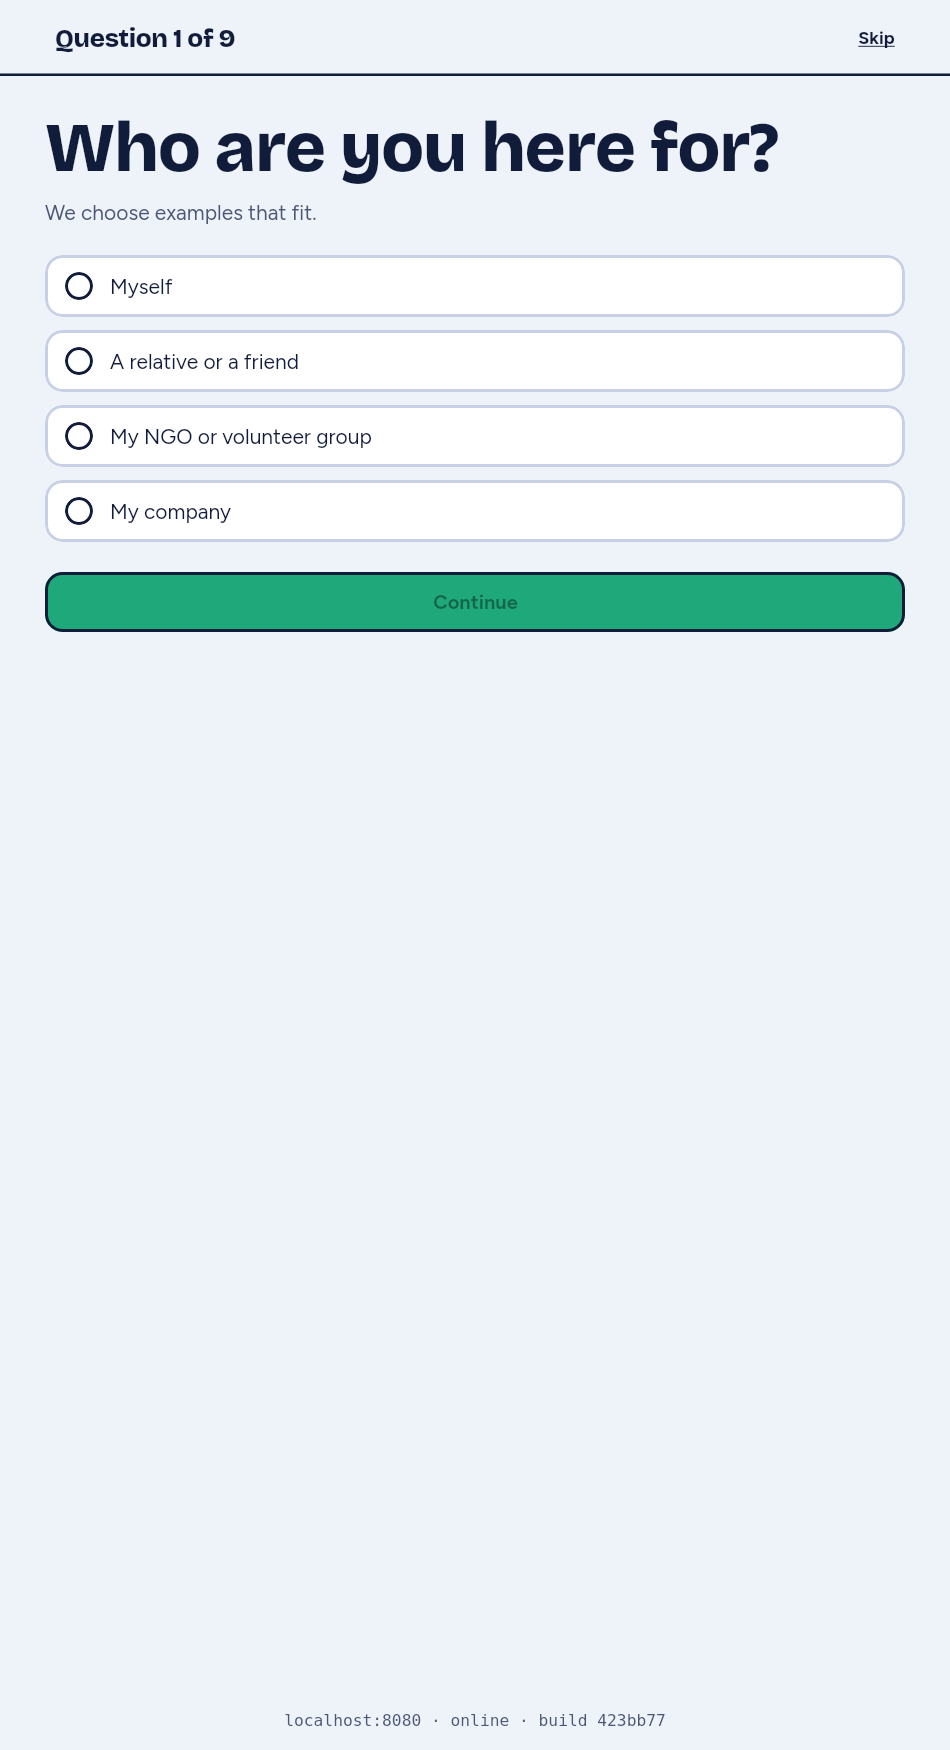 Question 1 of 9
Skip
Who are you here for?
We choose examples that fit.
Myself
A relative or a friend
My NGO or volunteer group
My company
Continue
localhost:8080 · online · build 423bb77